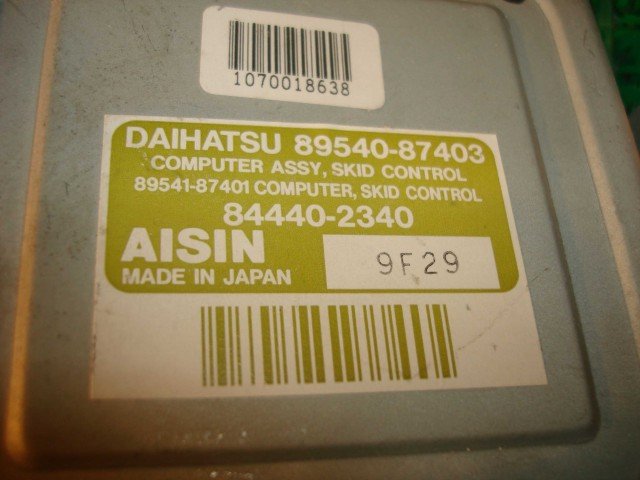 1070018638
DAIHATSU 89540-87403
COMPUTER ASSY, SKID CONTROL
89541-87401 COMPUTER, SKID CONTROL
84440-2340
AISIN
9F29
MADE IN JAPAN